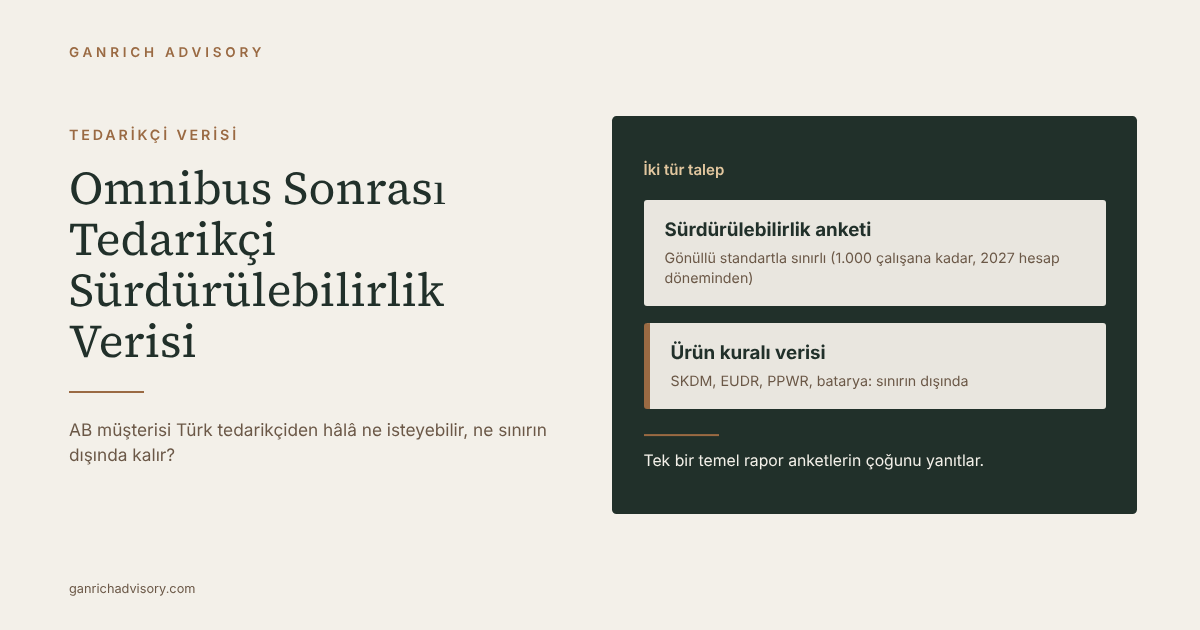 GANRICH ADVISORY
TEDARİKÇİ VERİSİ
Omnibus Sonrası
Tedarikçi
Sürdürülebilirlik
Verisi
AB müşterisi Türk tedarikçiden hâlâ ne isteyebilir, ne sınırın
dışında kalır?
ganrichadvisory.com
İki tür talep
Sürdürülebilirlik anketi
Gönüllü standartla sınırlı (1.000 çalışana kadar, 2027 hesap
döneminden)
Ürün kuralı verisi
SKDM, EUDR, PPWR, batarya: sınırın dışında
Tek bir temel rapor anketlerin çoğunu yanıtlar.